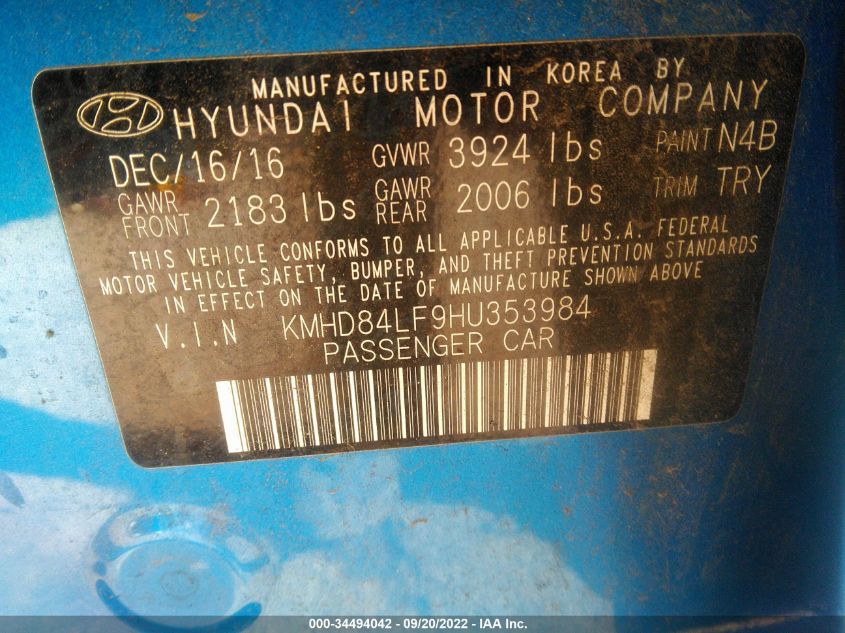 MANUFACTURED IN KOREA BY
HYUNDAI MOTOR COMPANY
DEC/16/16 GVWR 3924 lbs PAINT N4B
GAWR FRONT 2183 lbs GAWR REAR 2006 lbs TRIM TRY
THIS VEHICLE CONFORMS TO ALL APPLICABLE U.S.A. FEDERAL
MOTOR VEHICLE SAFETY, BUMPER, AND THEFT PREVENTION STANDARDS
IN EFFECT ON THE DATE OF MANUFACTURE SHOWN ABOVE
V.I.N KMHD84LF9HU353984
PASSENGER CAR
000-34494042 - 09/20/2022 - IAA Inc.